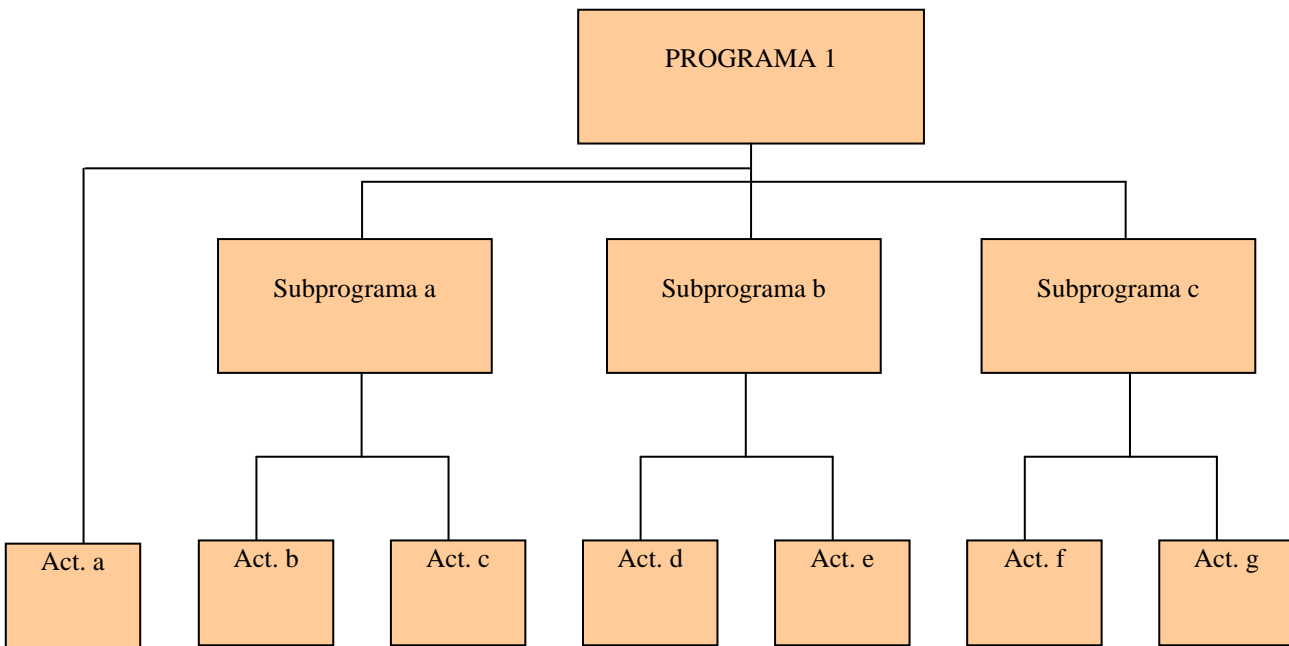 PROGRAMA 1
Subprograma a
Subprograma b
Subprograma c
Act. a
Act. b
Act. c
Act. d
Act. e
Act. f
Act. g